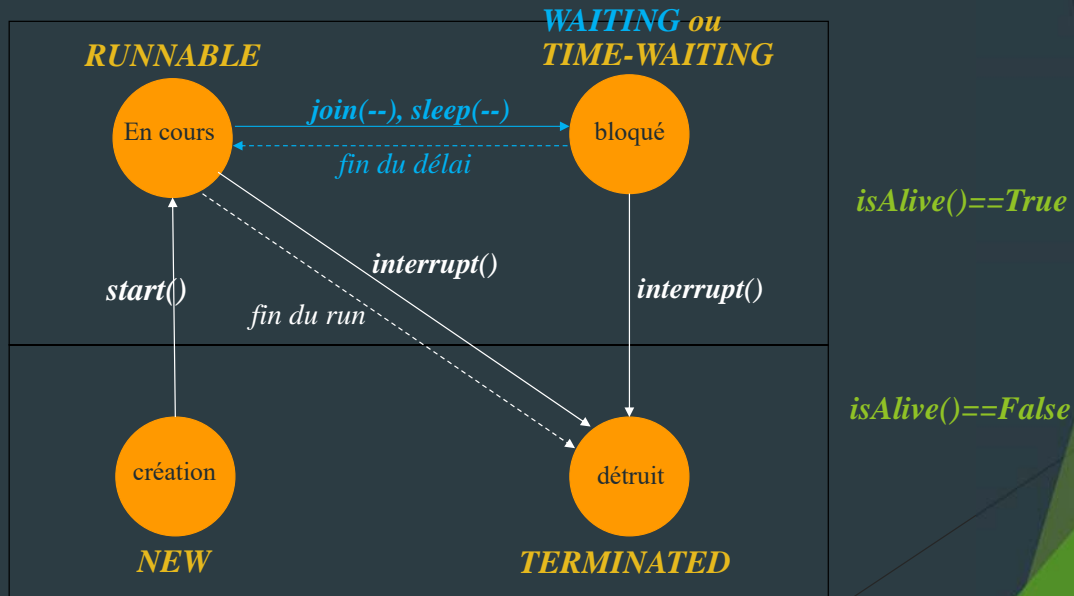 WAITING ou
TIME-WAITING
RUNNABLE
En cours
join(--), sleep(--)
bloqué
fin du délai
isAlive()==True
interrupt()
start()
interrupt()
fin du run
isAlive()==False
création
détruit
NEW
TERMINATED